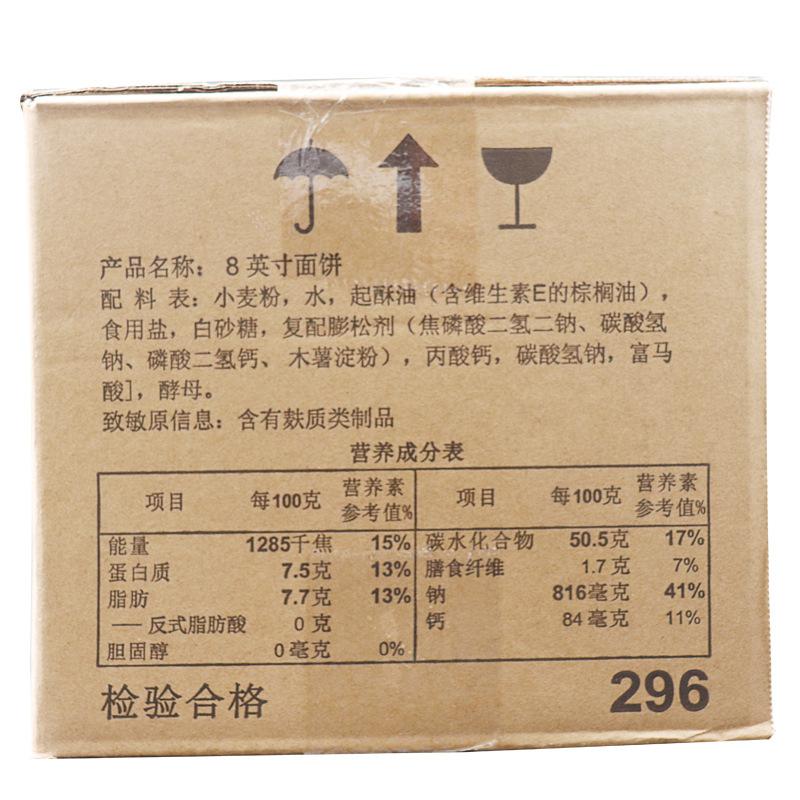 产品名称：8英寸面饼
配 料 表：小麦粉，水，起酥油（含维生素E的棕榈油），
食用盐，白砂糖，复配膨松剂（焦磷酸二氢二钠、碳酸氢
钠、磷酸二氢钙、 木薯淀粉），丙酸钙，碳酸氢钠，富马
酸]，酵母。
致敏原信息：含有麸质类制品
营养成分表
项目 每100克 营养素参考值% 项目 每100克 营养素参考值%
能量 1285千焦 15% 碳水化合物 50.5克 17%
蛋白质 7.5克 13% 膳食纤维 1.7克 7%
脂肪 7.7克 13% 钠 816毫克 41%
——反式脂肪酸 0 克 钙 84毫克 11%
胆固醇 0毫克 0%
检验合格 296